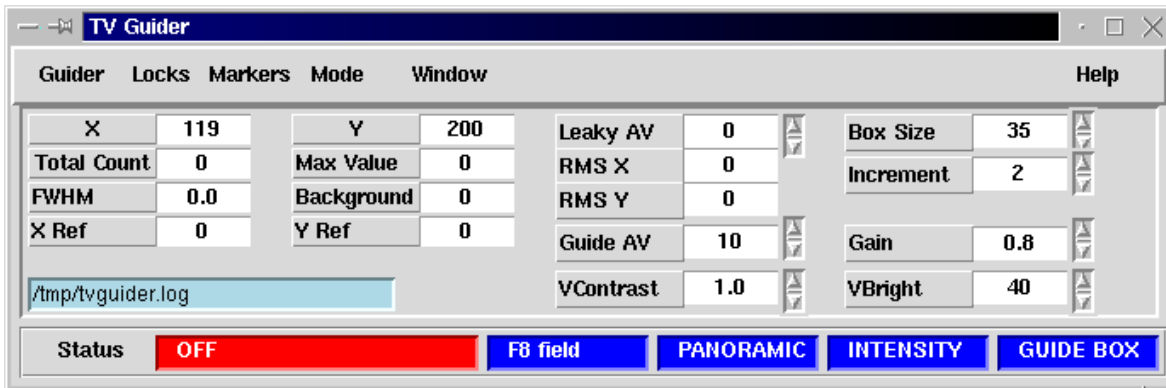 TV Guider
Guider Locks Markers Mode Window Help
X 119 Y 200 Leaky AV 0 Box Size 35
Total Count 0 Max Value 0 RMS X 0 Increment 2
FWHM 0.0 Background 0 RMS Y 0
X Ref 0 Y Ref 0 Guide AV 10 Gain 0.8
/tmp/tvguider.log VContrast 1.0 VBright 40
Status OFF F8 field PANORAMIC INTENSITY GUIDE BOX